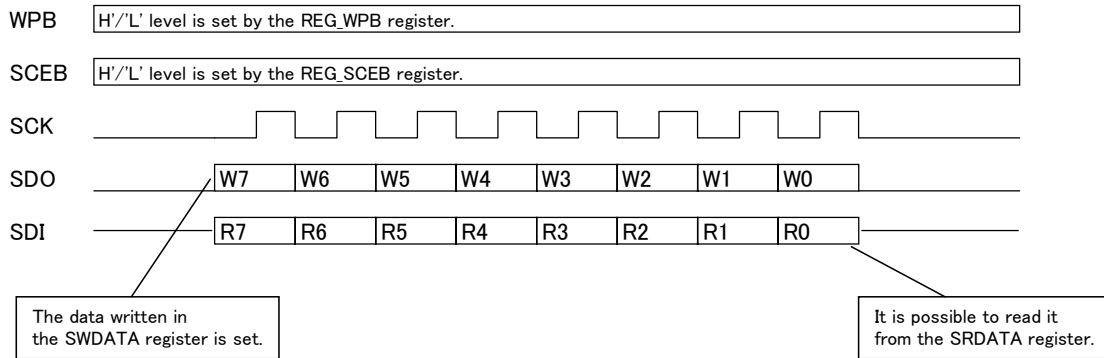 WPB H'/'L' level is set by the REG_WPB register.
SCEB H'/'L' level is set by the REG_SCEB register.
SCK
SDO W7 W6 W5 W4 W3 W2 W1 W0
SDI R7 R6 R5 R4 R3 R2 R1 R0
The data written in
the SWDATA register is set.
It is possible to read it
from the SRDATA register.